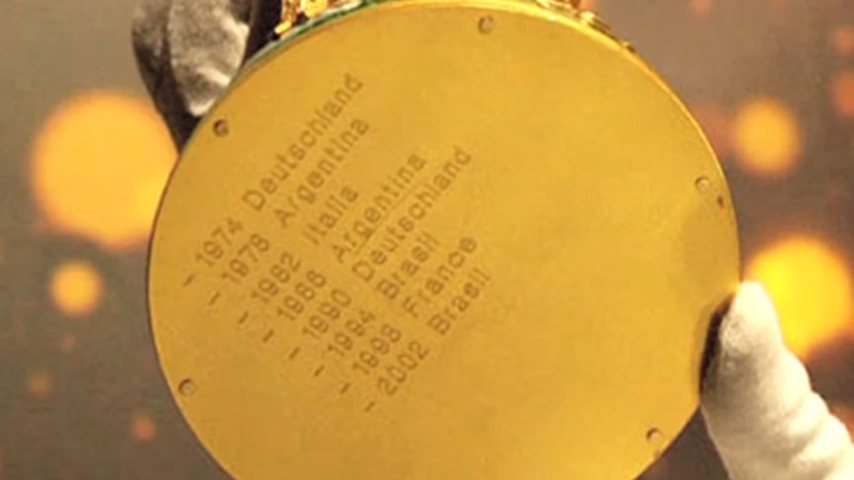 - 1974 Deutschland
- 1978 Argentina
- 1982 Italia
- 1986 Argentina
- 1990 Deutschland
- 1994 Brasil
- 1998 France
- 2002 Brasil